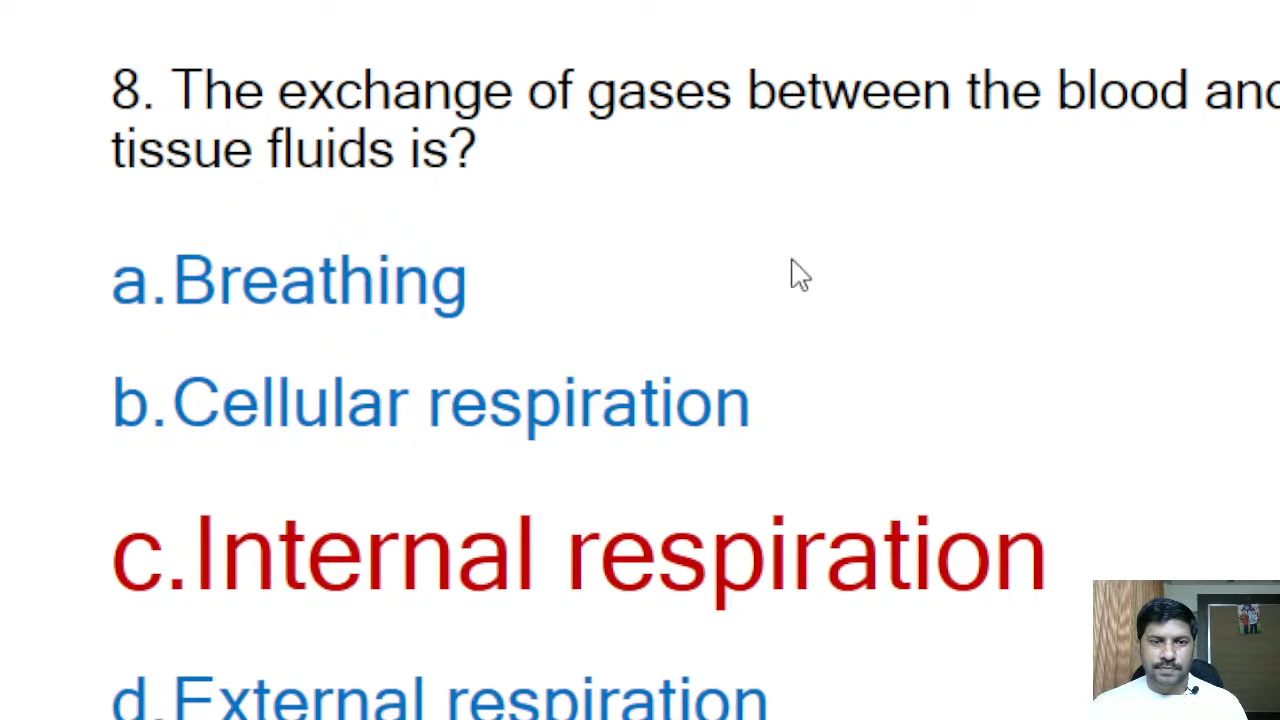 8. The exchange of gases between the blood and
tissue fluids is?
a. Breathing
b. Cellular respiration
c. Internal respiration
d. External respiration